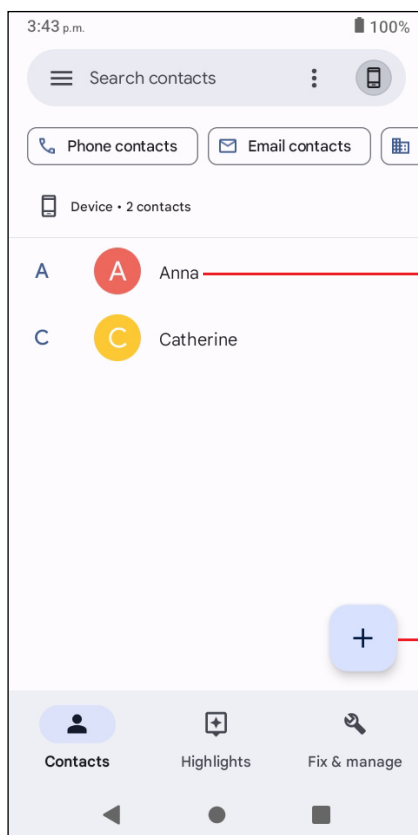 3:43 p.m. 100%
Search contacts
Phone contacts Email contacts
Device • 2 contacts
A A Anna
C C Catherine
+
Contacts Highlights Fix & manage